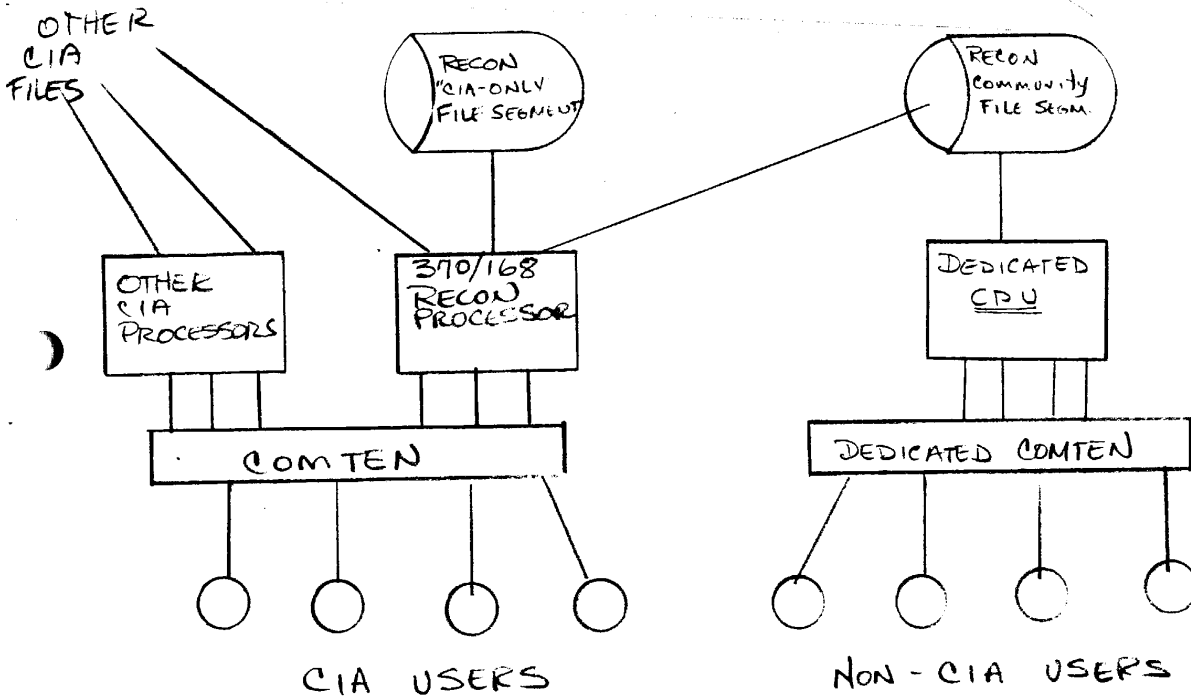 OTHER
CIA
FILES
RECON
"CIA-ONLY
FILE SEGMENT
RECON
COMMUNITY
FILE SEGM.
OTHER
CIA
PROCESSORS
370/168
RECON
PROCESSOR
DEDICATED
CPU
COMTEN
DEDICATED COMTEN
CIA USERS
NON-CIA USERS